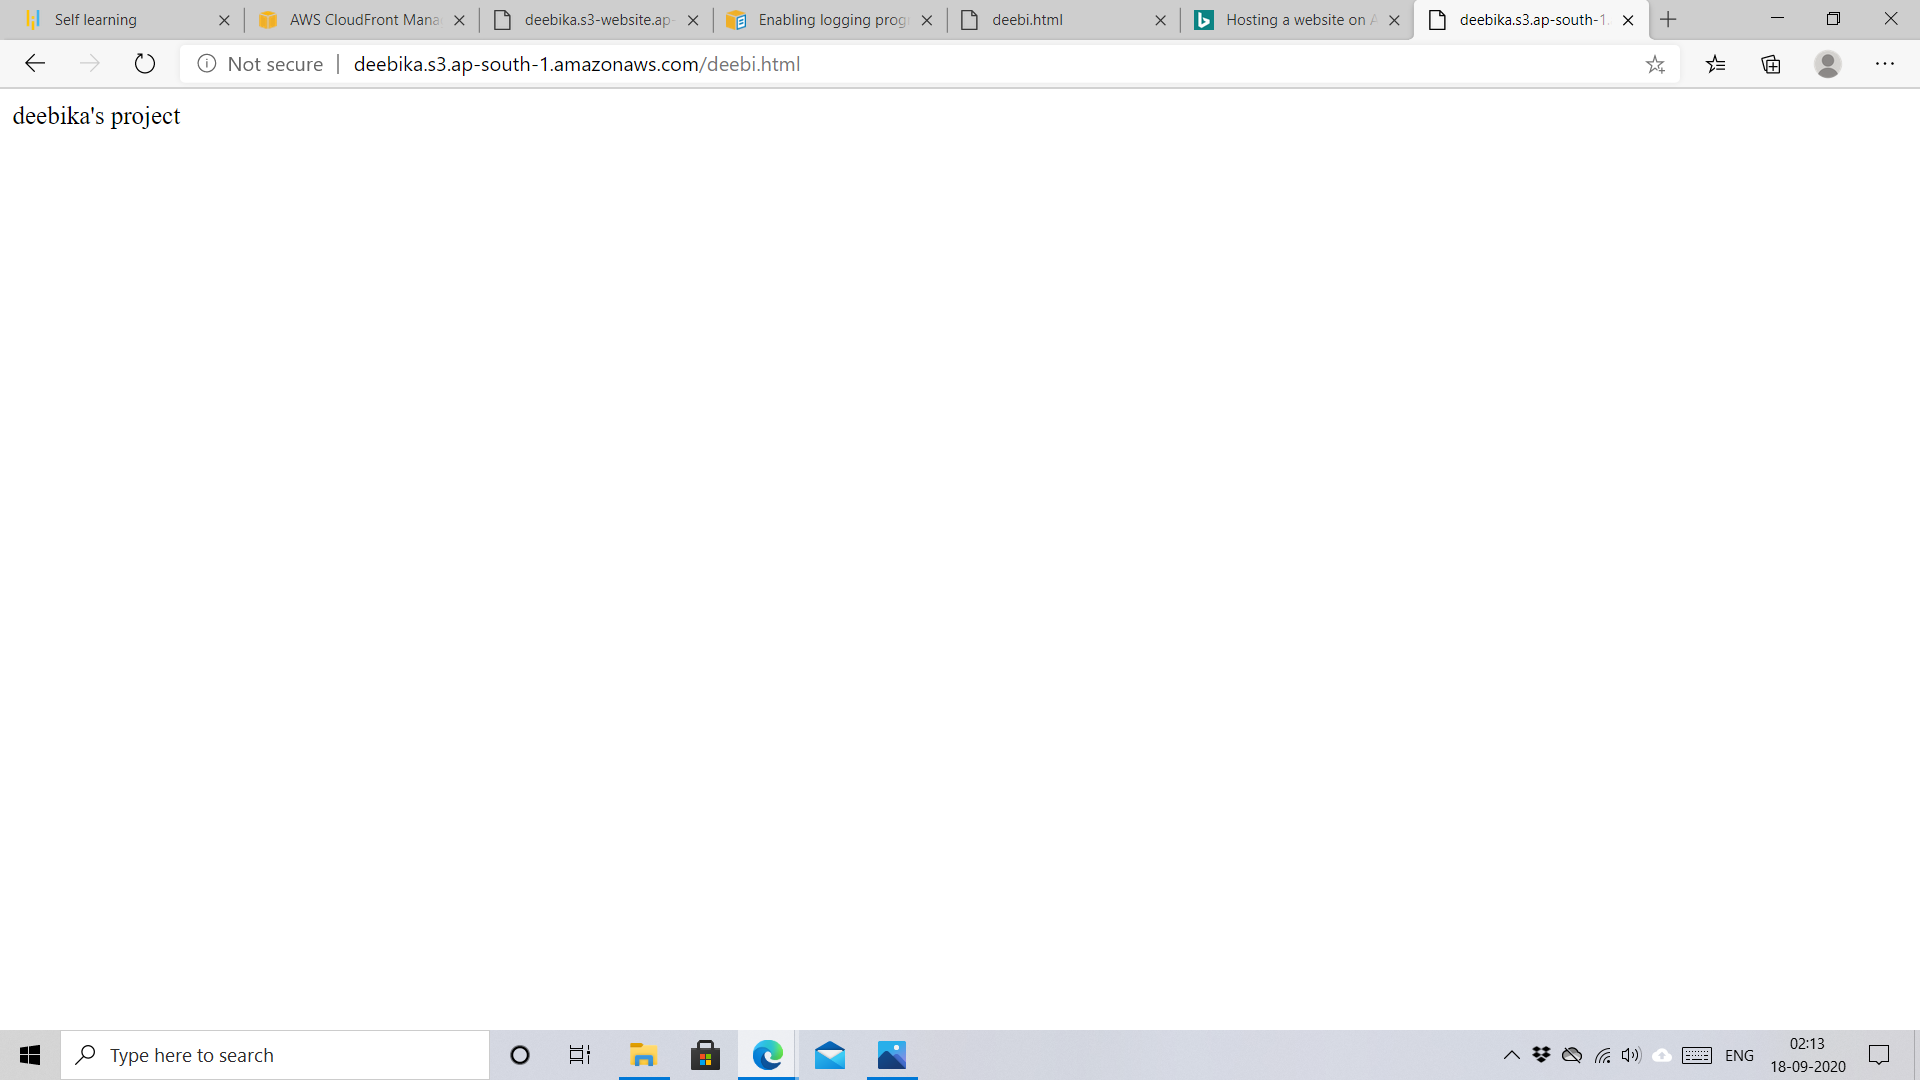 Self learning
AWS CloudFront Mana
deebika.s3-website.ap-
Enabling logging prog
deebi.html
Hosting a website on A
deebika.s3.ap-south-1.
Not secure
deebika.s3.ap-south-1.amazonaws.com/deebi.html
deebika's project
Type here to search
ENG
02:13
18-09-2020